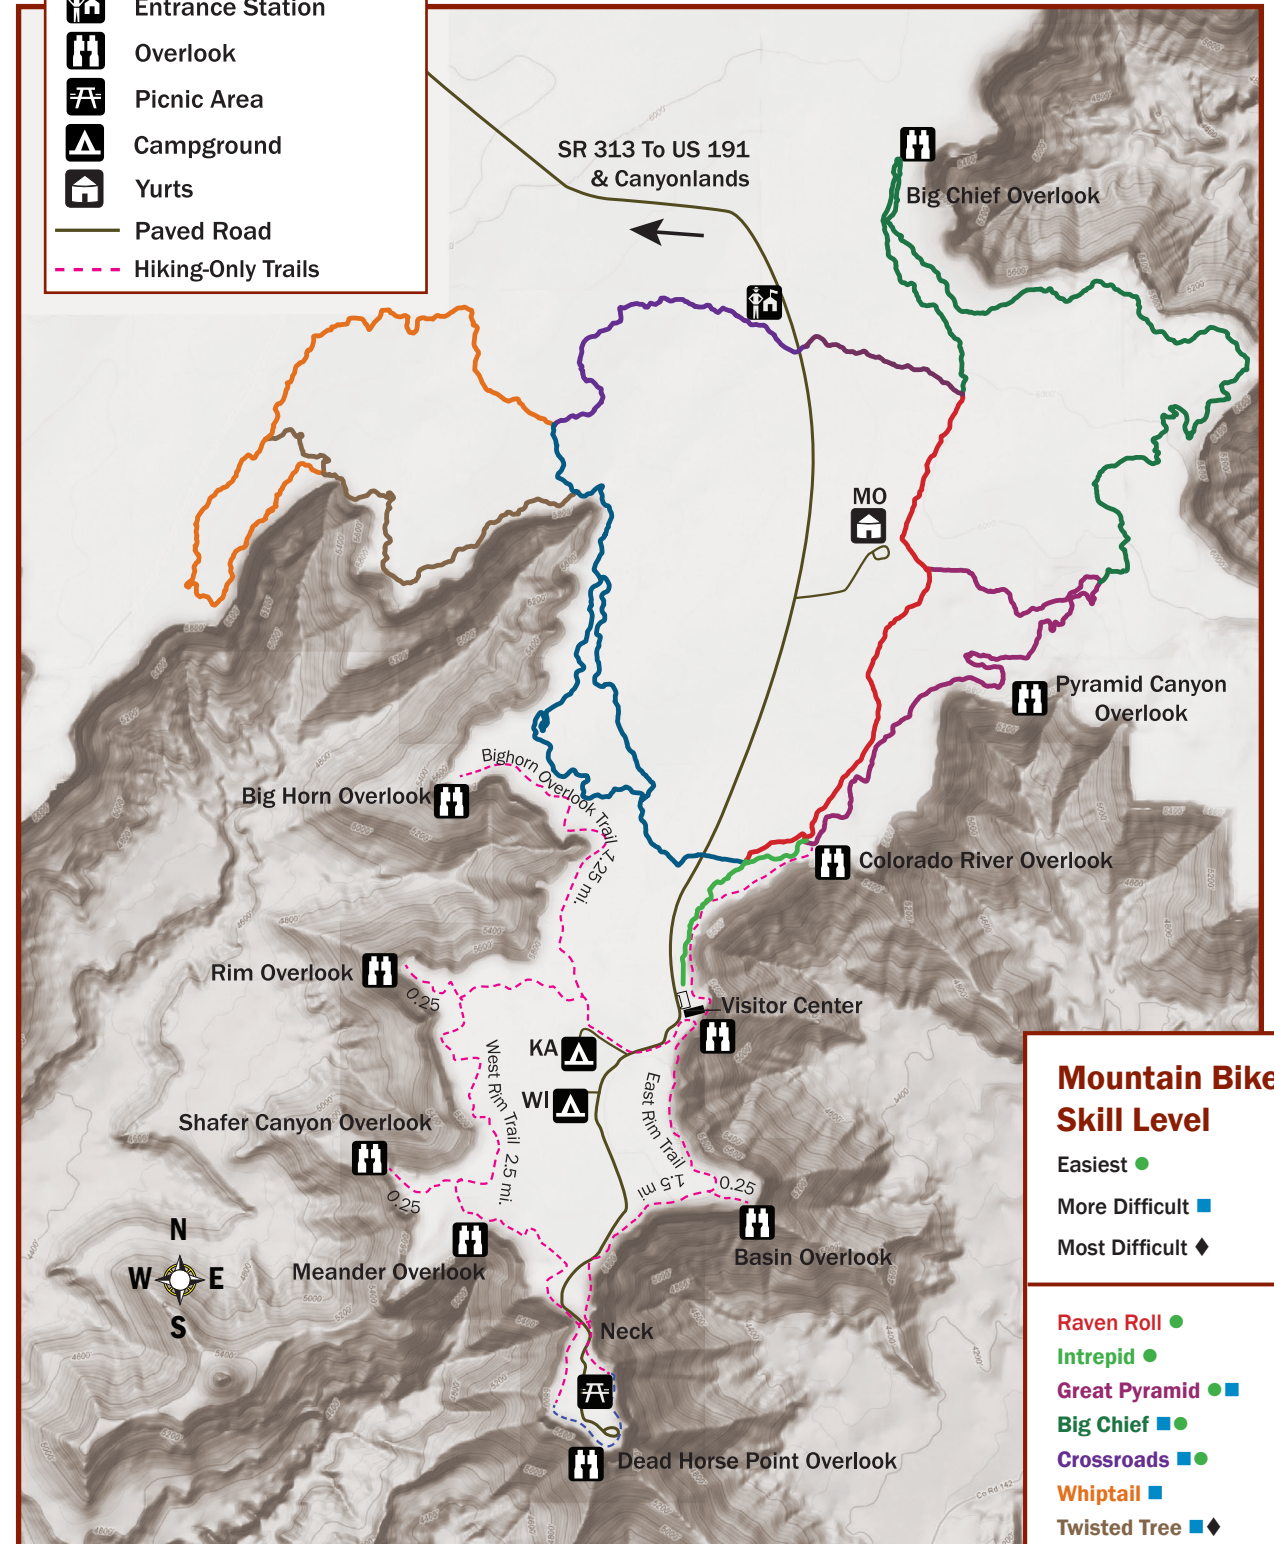 Entrance Station
Overlook
Picnic Area
Campground
Yurts
Paved Road
Hiking-Only Trails
SR 313 To US 191
& Canyonlands
Big Chief Overlook
MO
Pyramid Canyon
Overlook
Bighorn Overlook Trail
1.25 mi.
Big Horn Overlook
Colorado River Overlook
Rim Overlook
0.25
Visitor Center
KA
WI
West Rim Trail 2.5 mi.
East Rim Trail
1.5 mi
Shafer Canyon Overlook
0.25
0.25
Meander Overlook
Basin Overlook
N
W E
S
Neck
Dead Horse Point Overlook
Co Rd 142
Mountain Bike
Skill Level
Easiest
More Difficult
Most Difficult
Raven Roll
Intrepid
Great Pyramid
Big Chief
Crossroads
Whiptail
Twisted Tree